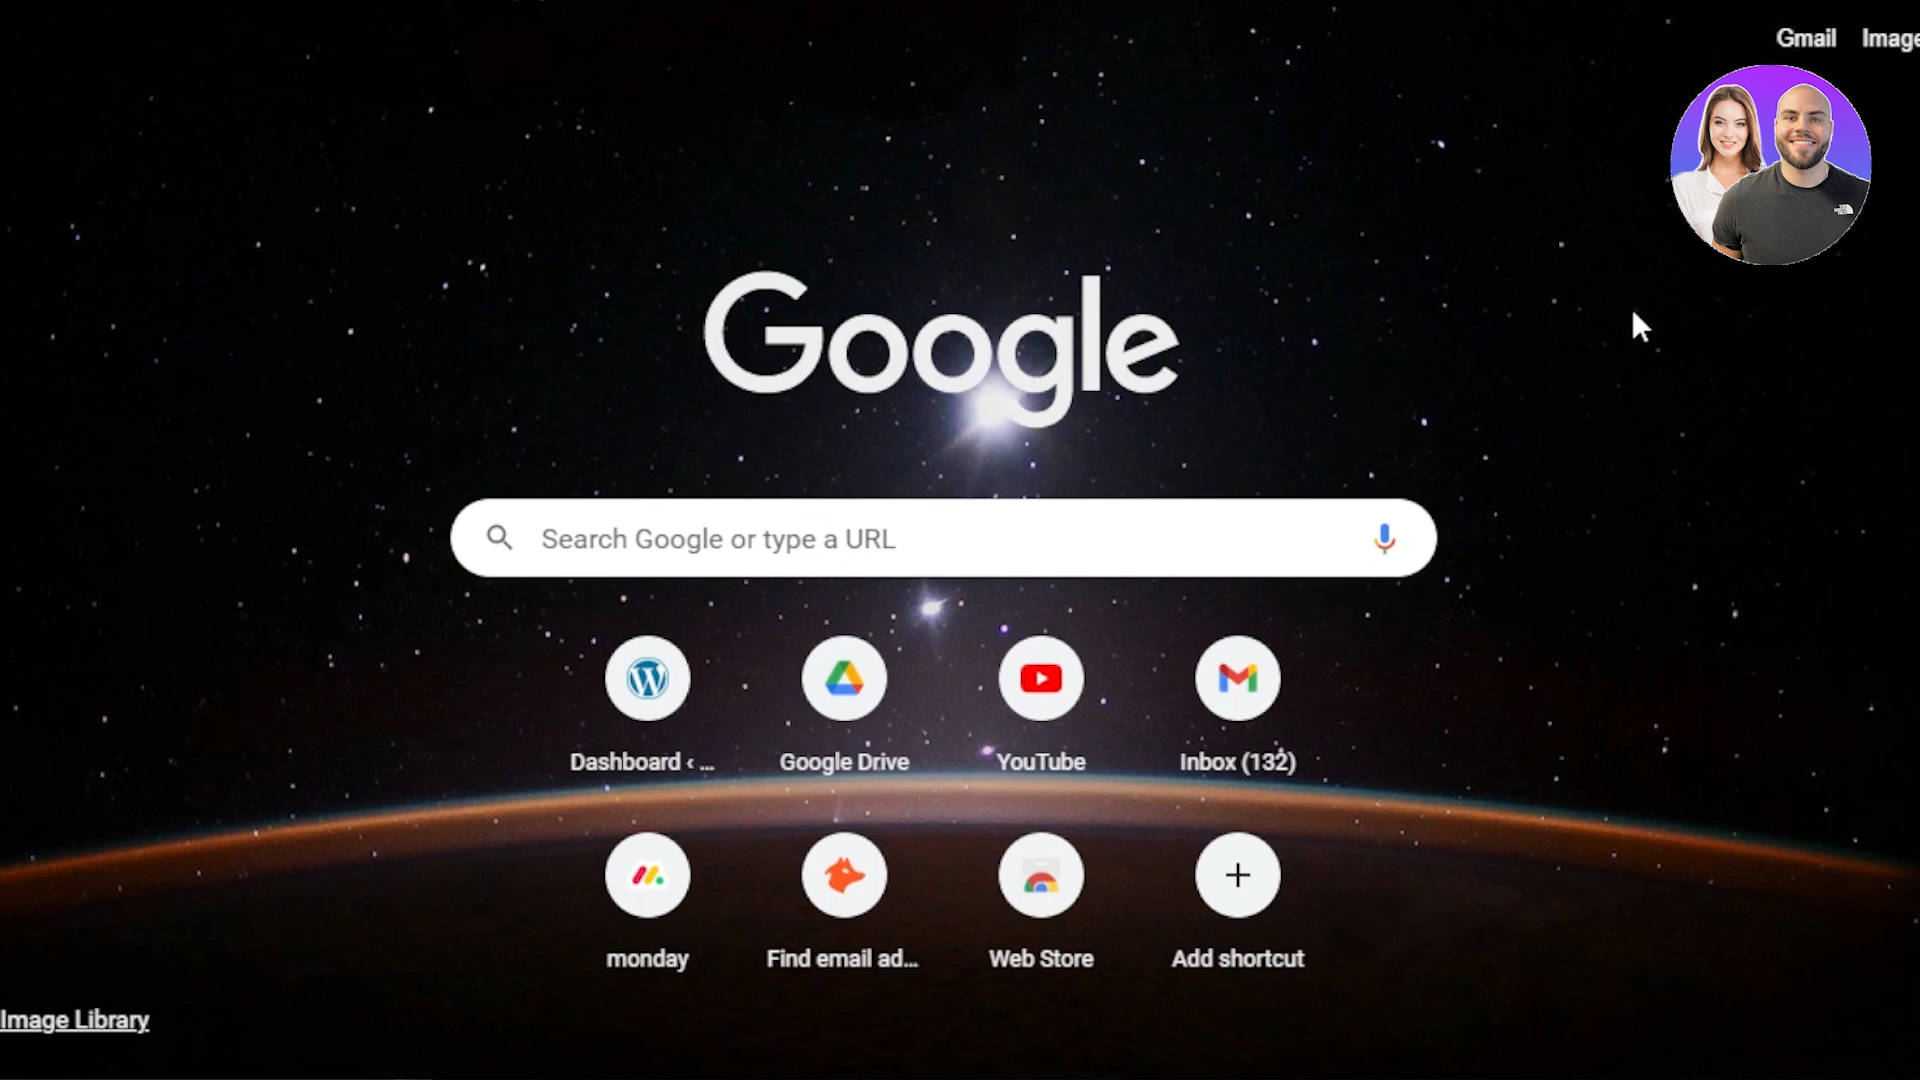 Gmail Image
Google
Search Google or type a URL
Dashboard ‹ ... Google Drive YouTube Inbox (132)
monday Find email ad... Web Store Add shortcut
Image Library